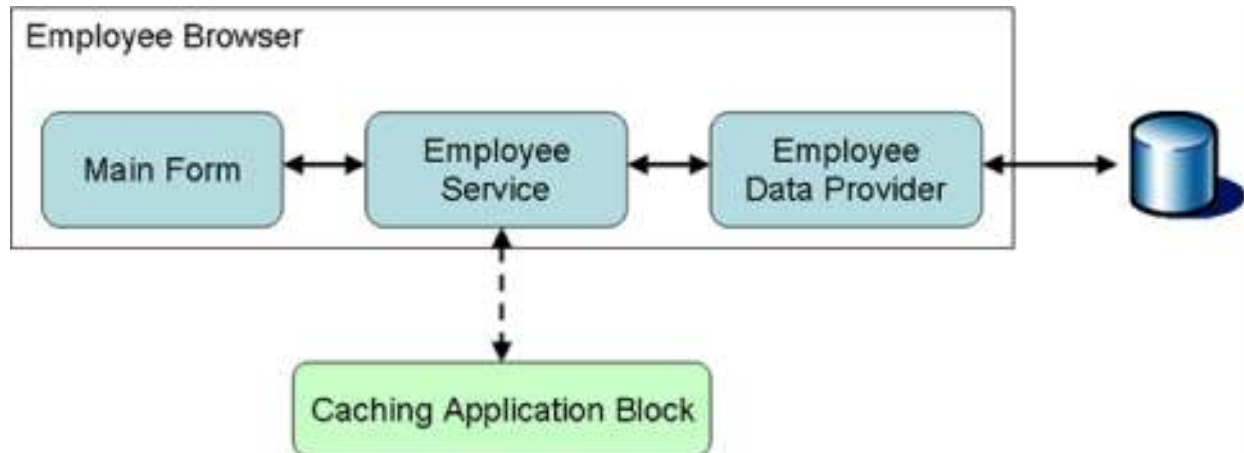 Employee Browser
Main Form
Employee
Service
Employee
Data Provider
Caching Application Block